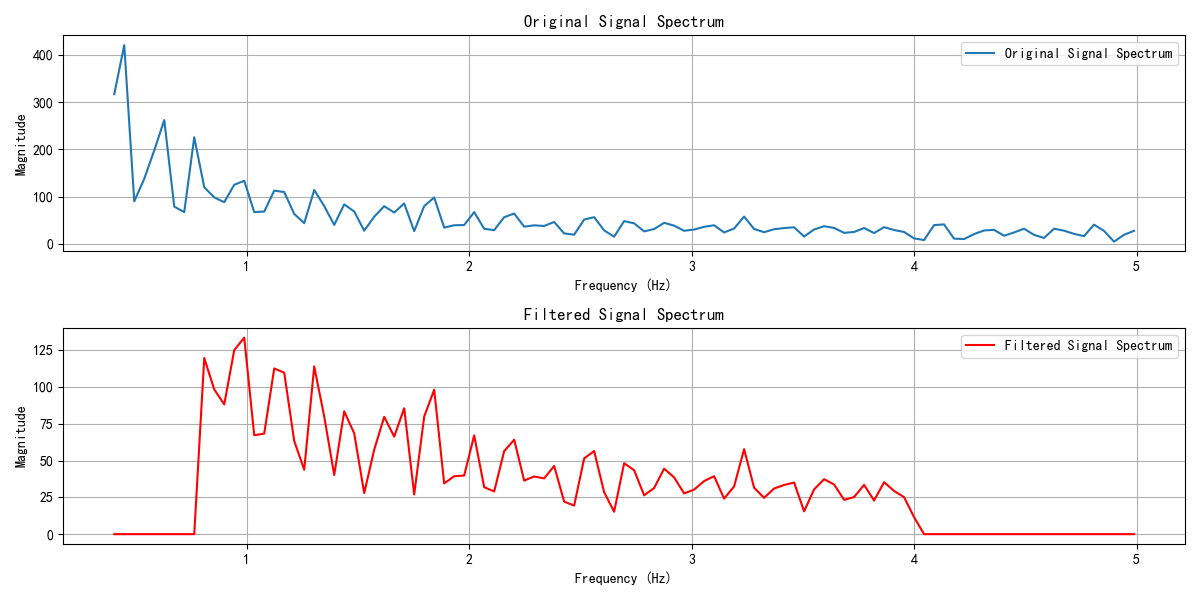 Original Signal Spectrum
Original Signal Spectrum
400
300
200
100
0
Magnitude
1 2 3 4 5
Frequency (Hz)
Filtered Signal Spectrum
Filtered Signal Spectrum
125
100
75
50
25
0
Magnitude
1 2 3 4 5
Frequency (Hz)